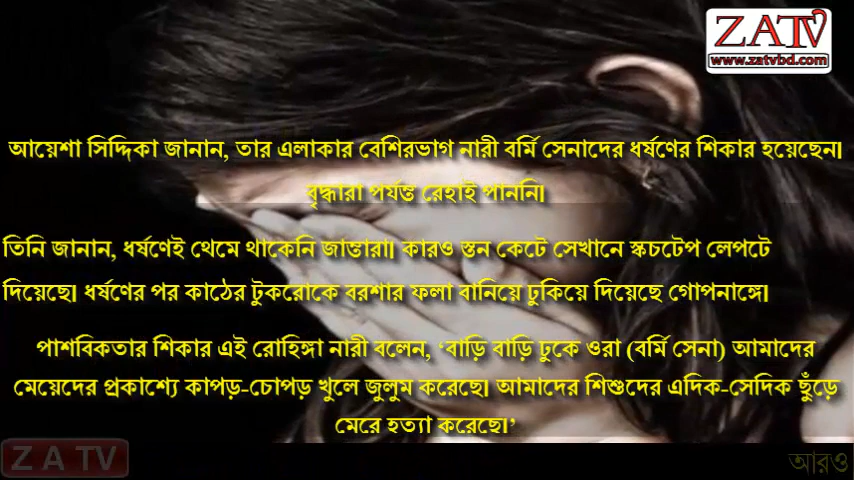 ZATV
www.zatvbd.com
আয়েশা সিদ্দিকা জানান, তার এলাকার বেশিরভাগ নারী বর্মি সেনাদের ধর্ষণের শিকার হয়েছেন।
বৃদ্ধারা পর্যন্ত রেহাই পাননি।
তিনি জানান, ধর্ষণেই থেমে থাকেনি জান্তারা। কারও স্তন কেটে সেখানে স্কচটেপ লেপটে
দিয়েছে। ধর্ষণের পর কাঠের টুকরোকে বরশার ফলা বানিয়ে ঢুকিয়ে দিয়েছে গোপনাঙ্গে।
পাশবিকতার শিকার এই রোহিঙ্গা নারী বলেন, ‘বাড়ি বাড়ি ঢুকে ওরা (বর্মি সেনা) আমাদের
মেয়েদের প্রকাশ্যে কাপড়-চোপড় খুলে জুলুম করেছে। আমাদের শিশুদের এদিক-সেদিক ছুঁড়ে
মেরে হত্যা করেছে।’
Z A TV
আরও